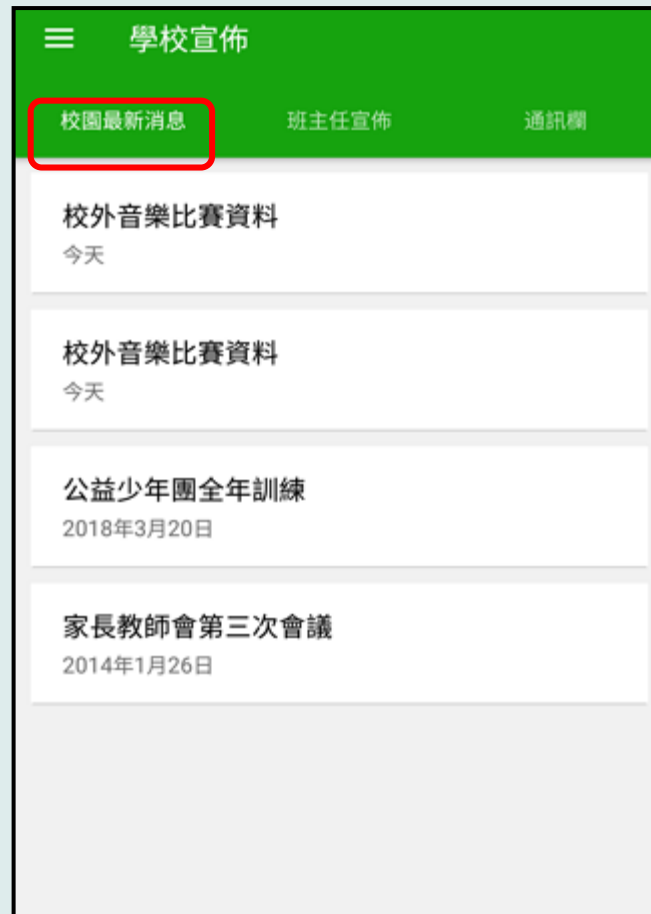 學校宣佈
校園最新消息 班主任宣佈 通訊欄
校外音樂比賽資料
今天
校外音樂比賽資料
今天
公益少年團全年訓練
2018年3月20日
家長教師會第三次會議
2014年1月26日